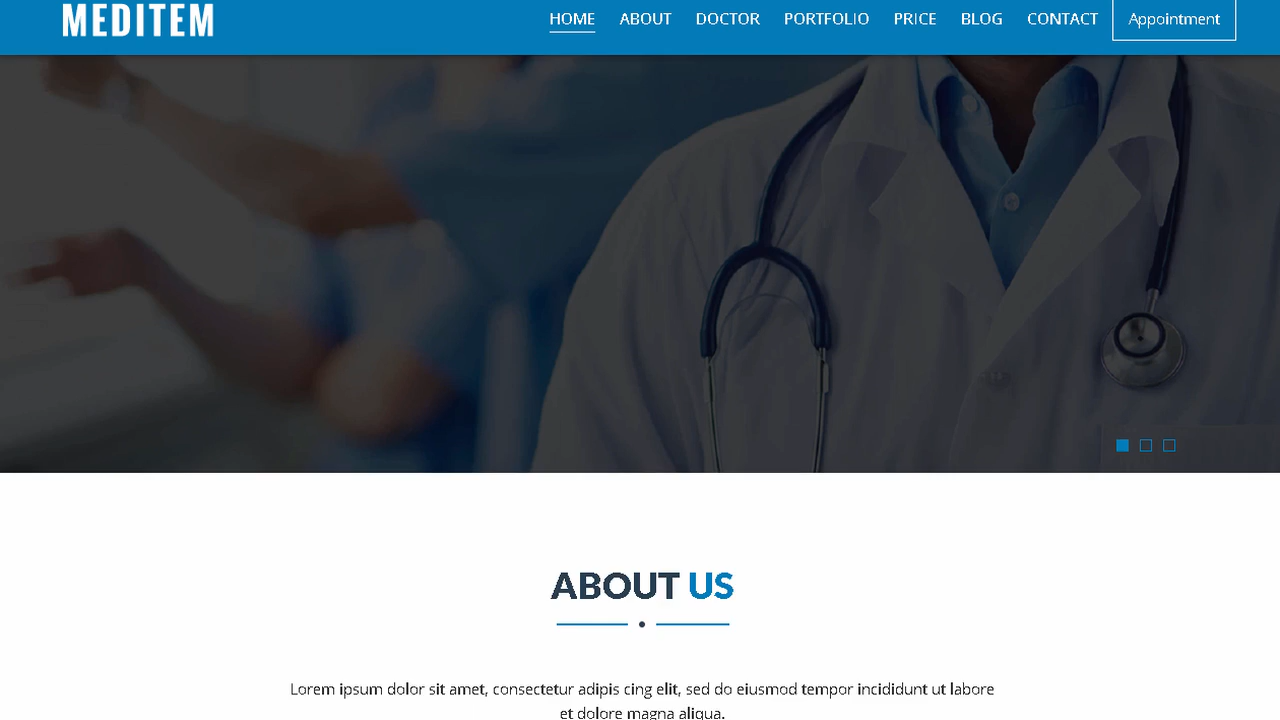 MEDITEM
HOME ABOUT DOCTOR PORTFOLIO PRICE BLOG CONTACT Appointment
ABOUT US
Lorem ipsum dolor sit amet, consectetur adipis cing elit, sed do eiusmod tempor incididunt ut labore
et dolore magna aliqua.